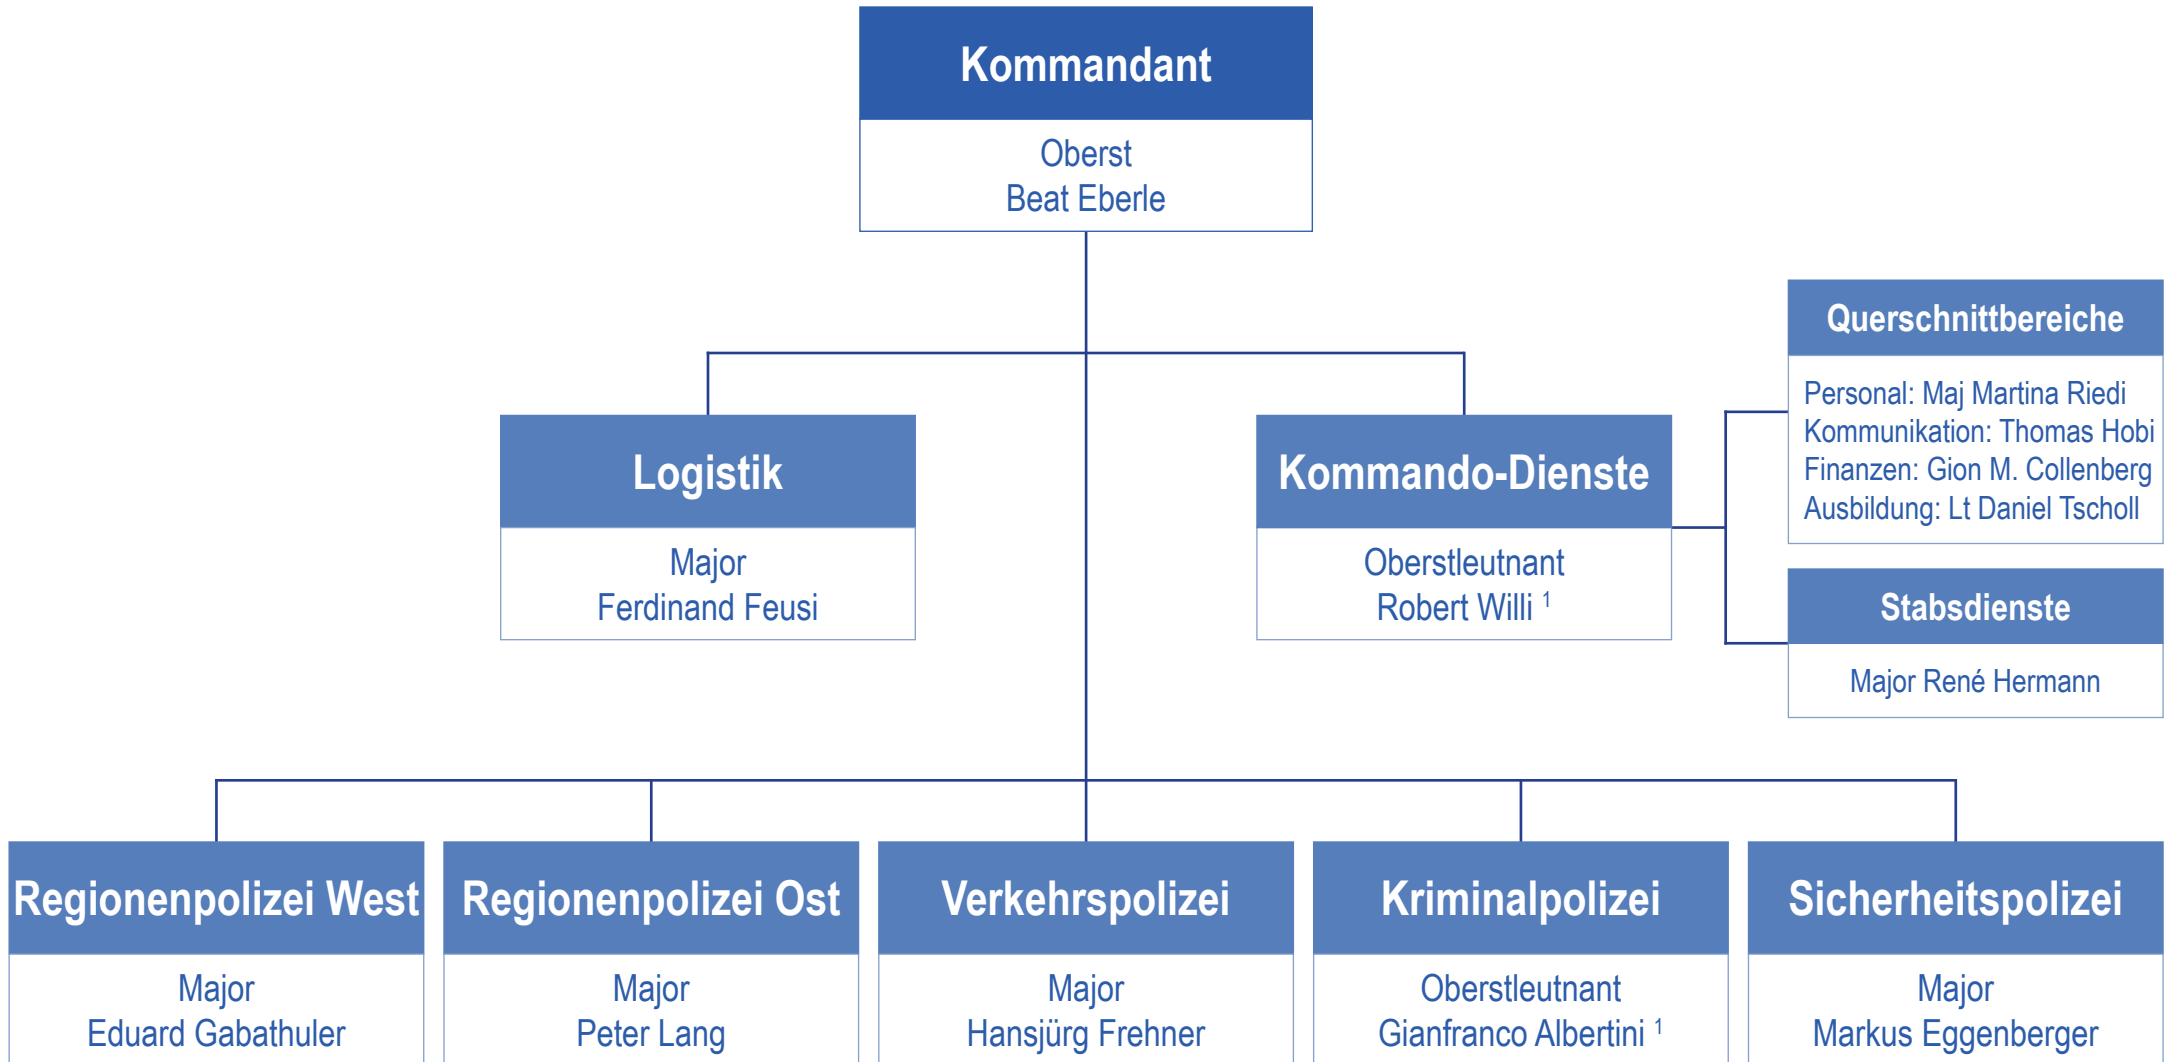 Kommandant
Oberst
Beat Eberle
Querschnittbereiche
Personal: Maj Martina Riedi
Kommunikation: Thomas Hobi
Finanzen: Gion M. Collenberg
Ausbildung: Lt Daniel Tscholl
Logistik
Major
Ferdinand Feusi
Kommando-Dienste
Oberstleutnant
Robert Willi ¹
Stabsdienste
Major René Hermann
Regionenpolizei West
Major
Eduard Gabathuler
Regionenpolizei Ost
Major
Peter Lang
Verkehrspolizei
Major
Hansjürg Frehner
Kriminalpolizei
Oberstleutnant
Gianfranco Albertini ¹
Sicherheitspolizei
Major
Markus Eggenberger